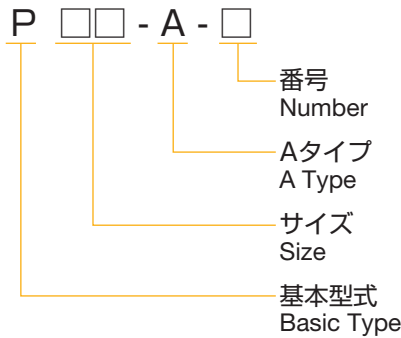 P □□ - A - □
番号
Number
Aタイプ
A Type
サイズ
Size
基本型式
Basic Type